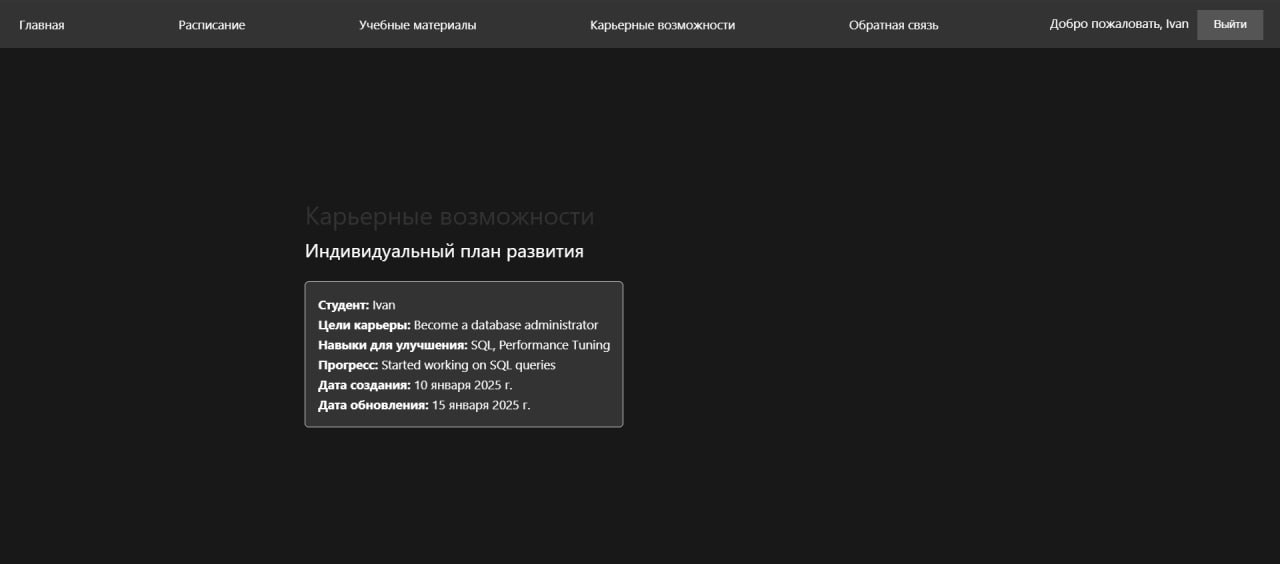 Главная Расписание Учебные материалы Карьерные возможности Обратная связь Добро пожаловать, Ivan Выйти
Карьерные возможности
Индивидуальный план развития
Студент: Ivan
Цели карьеры: Become a database administrator
Навыки для улучшения: SQL, Performance Tuning
Прогресс: Started working on SQL queries
Дата создания: 10 января 2025 г.
Дата обновления: 15 января 2025 г.